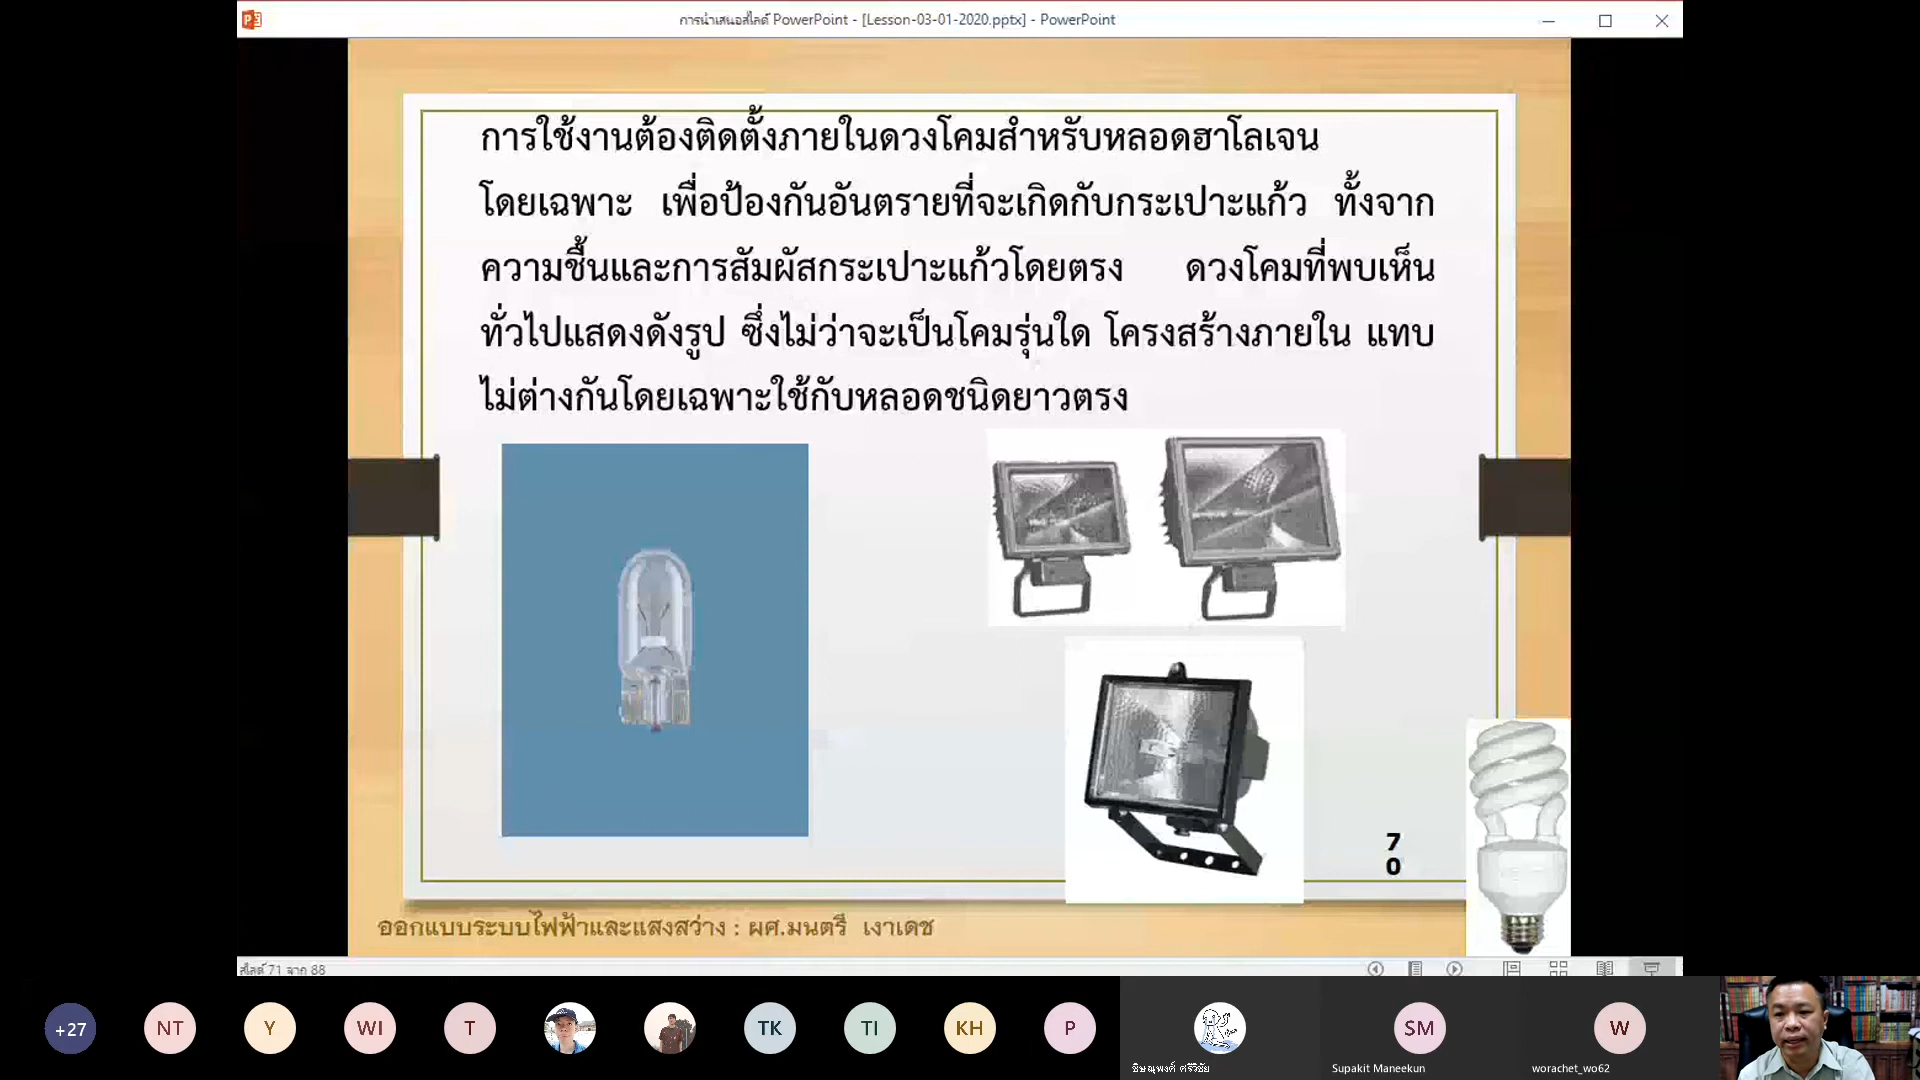 การนำเสนอสไลด์ PowerPoint - [Lesson-03-01-2020.pptx] - PowerPoint
การใช้งานต้องติดตั้งภายในดวงโคมสำหรับหลอดฮาโลเจน
โดยเฉพาะ เพื่อป้องกันอันตรายที่จะเกิดกับกระเปาะแก้ว ทั้งจาก
ความชื้นและการสัมผัสกระเปาะแก้วโดยตรง ดวงโคมที่พบเห็น
ทั่วไปแสดงดังรูป ซึ่งไม่ว่าจะเป็นโคมรุ่นใด โครงสร้างภายใน แทบ
ไม่ต่างกันโดยเฉพาะใช้กับหลอดชนิดยาวตรง
7
0
ออกแบบระบบไฟฟ้าและแสงสว่าง : ผศ.มนตรี เงาเดช
สไลด์ 71 จาก 88
+27
NT
Y
WI
T
TK
TI
KH
P
SM
W
ชิษณุพงศ์ ศรีวิชัย
Supakit Maneekun
worachet_wo62